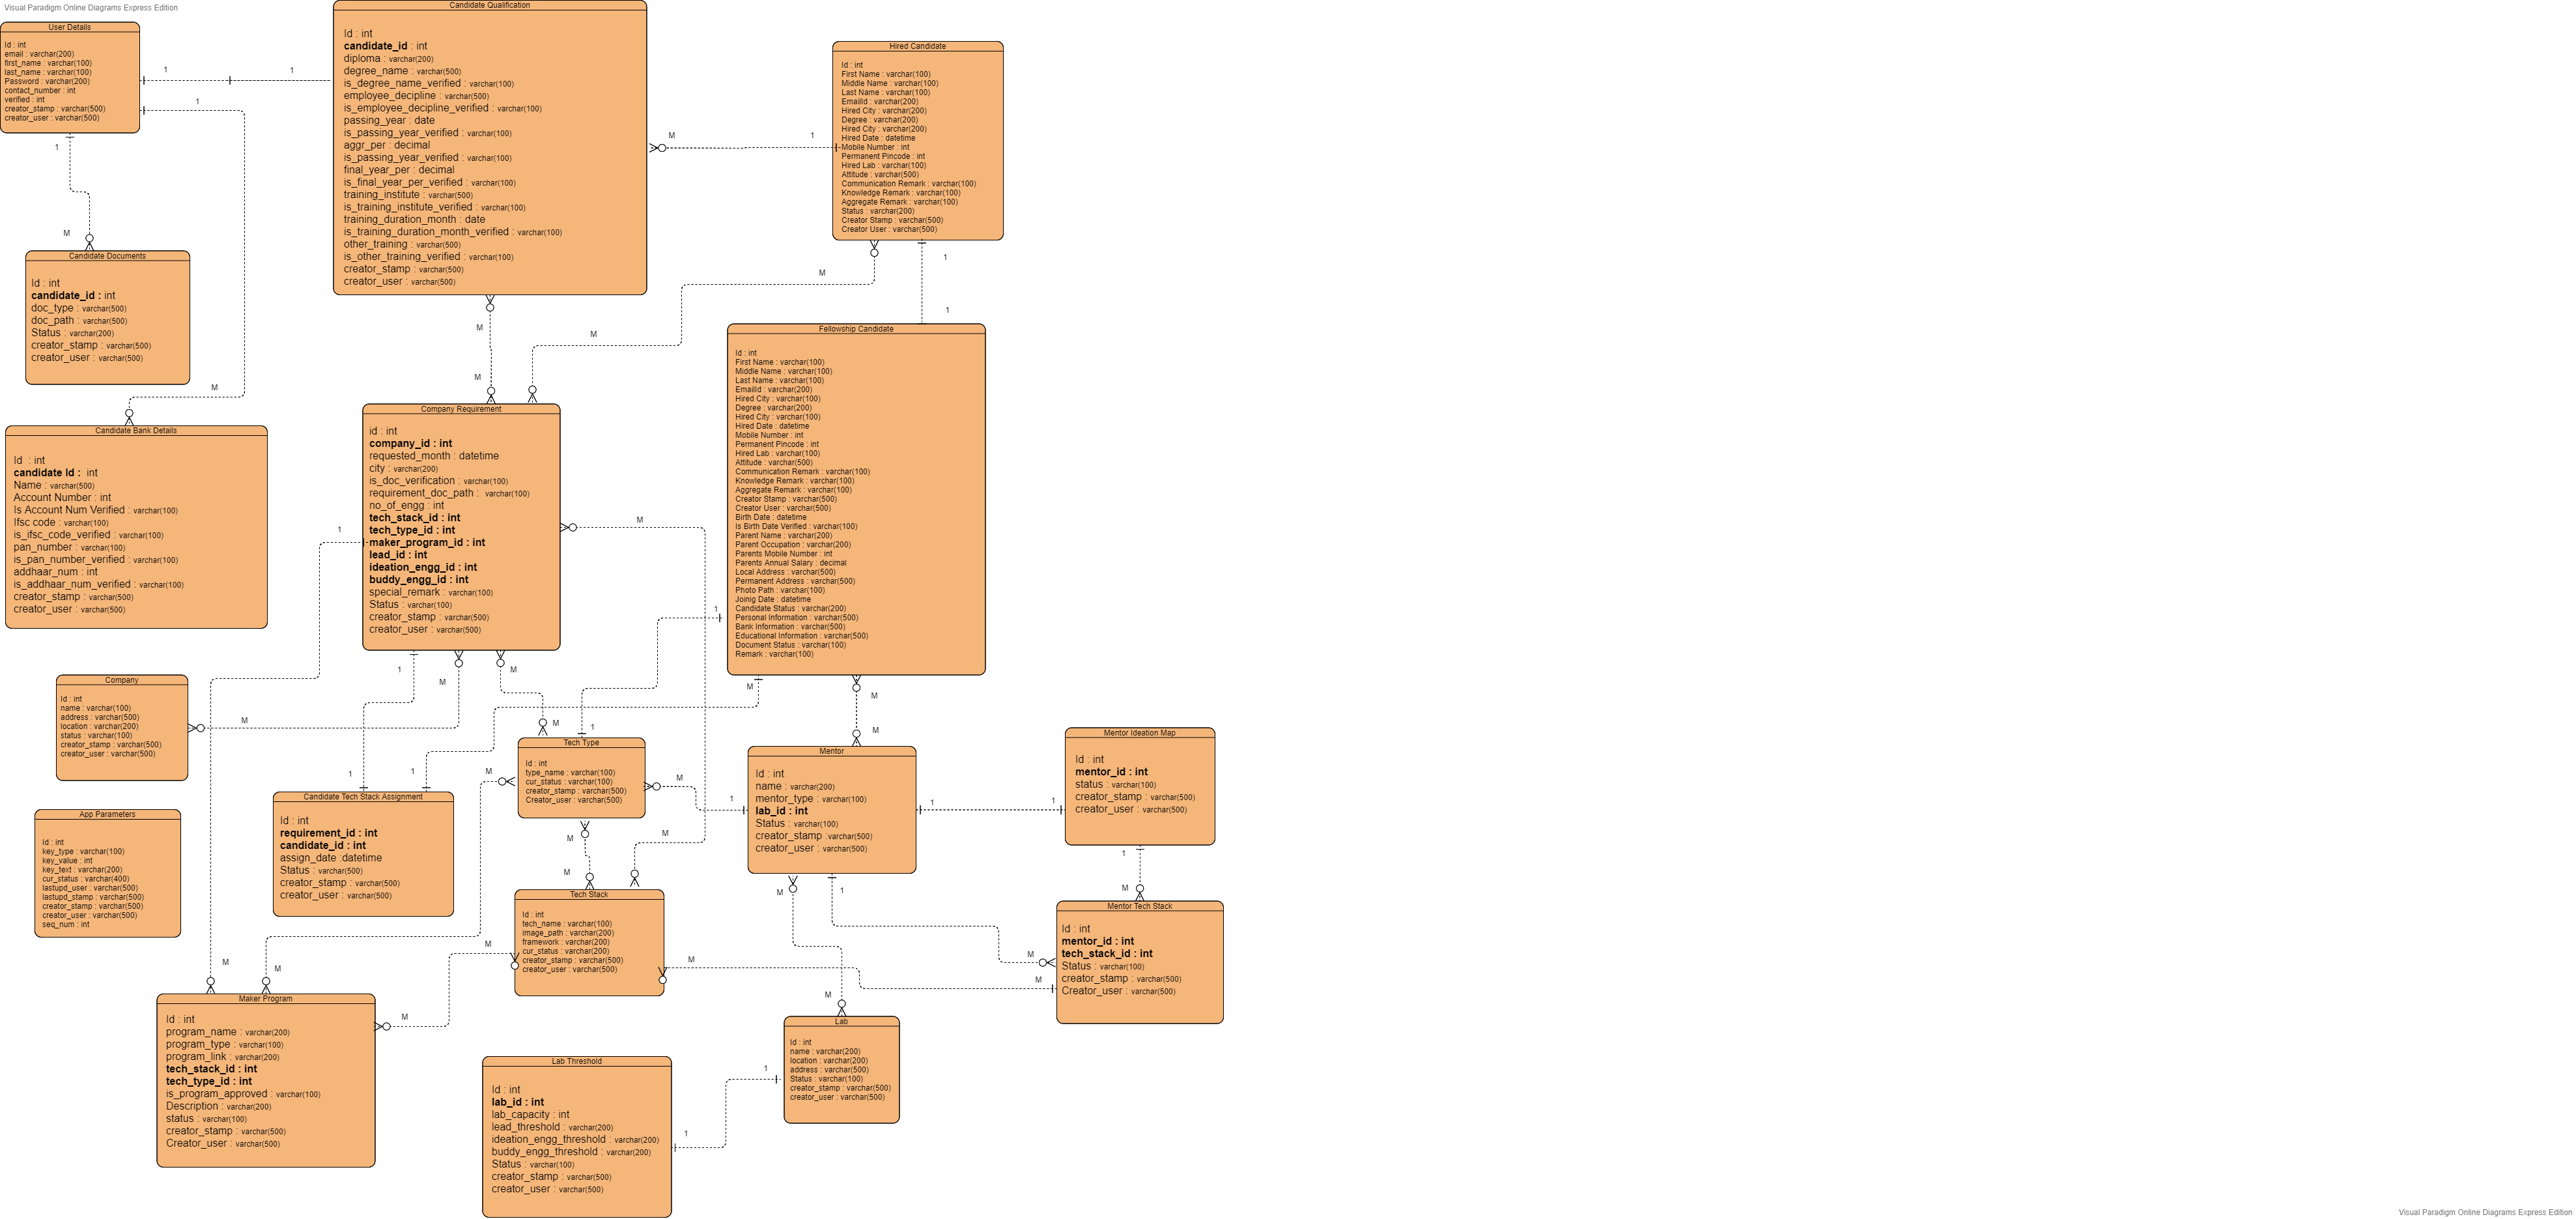 Visual Paradigm Online Diagrams Express Edition
User Details
Id : int
email : varchar(200)
first_name : varchar(100)
last_name : varchar(100)
Password : varchar(200)
contact_number : int
verified : int
creator_stamp : varchar(500)
creator_user : varchar(500)
1
1
1
1
M
M
Candidate Qualification
Id : int
candidate_id : int
diploma : varchar(200)
degree_name : varchar(500)
is_degree_name_verified : varchar(100)
employee_decipline : varchar(500)
is_employee_decipline_verified : varchar(100)
passing_year : date
is_passing_year_verified : varchar(100)
aggr_per : decimal
is_passing_year_verified : varchar(100)
final_year_per : decimal
is_final_year_per_verified : varchar(100)
training_institute : varchar(500)
is_training_institute_verified : varchar(100)
training_duration_month : date
is_training_duration_month_verified : varchar(100)
other_training : varchar(500)
is_other_training_verified : varchar(100)
creator_stamp : varchar(500)
creator_user : varchar(500)
M
1
M
M
M
M
1
1
Hired Candidate
Id : int
First Name : varchar(100)
Middle Name : varchar(100)
Last Name : varchar(100)
EmailId : varchar(200)
Hired City : varchar(200)
Degree : varchar(200)
Hired City : varchar(200)
Hired Date : datetime
Mobile Number : int
Permanent Pincode : int
Hired Lab : varchar(100)
Attitude : varchar(500)
Communication Remark : varchar(100)
Knowledge Remark : varchar(100)
Aggregate Remark : varchar(100)
Status : varchar(200)
Creator Stamp : varchar(500)
Creator User : varchar(500)
Candidate Documents
Id : int
candidate_id : int
doc_type : varchar(500)
doc_path : varchar(500)
Status : varchar(200)
creator_stamp : varchar(500)
creator_user : varchar(500)
Candidate Bank Details
Id : int
candidate Id : int
Name : varchar(500)
Account Number : int
Is Account Num Verified : varchar(100)
Ifsc code : varchar(100)
is_ifsc_code_verified : varchar(100)
pan_number : varchar(100)
is_pan_number_verified : varchar(100)
addhaar_num : int
is_addhaar_num_verified : varchar(100)
creator_stamp : varchar(500)
creator_user : varchar(500)
Company Requirement
id : int
company_id : int
requested_month : datetime
city : varchar(200)
is_doc_verification : varchar(100)
requirement_doc_path : varchar(100)
no_of_engg : int
tech_stack_id : int
tech_type_id : int
maker_program_id : int
lead_id : int
ideation_engg_id : int
buddy_engg_id : int
special_remark : varchar(100)
Status : varchar(100)
creator_stamp : varchar(500)
creator_user : varchar(500)
1
M
1
M
M
M
M
1
1
1
M
1
Fellowship Candidate
Id : int
First Name : varchar(100)
Middle Name : varchar(100)
Last Name : varchar(100)
EmailId : varchar(200)
Hired City : varchar(100)
Degree : varchar(200)
Hired City : varchar(100)
Hired Date : datetime
Mobile Number : int
Permanent Pincode : int
Hired Lab : varchar(100)
Attitude : varchar(500)
Communication Remark : varchar(100)
Knowledge Remark : varchar(100)
Aggregate Remark : varchar(100)
Creator Stamp : varchar(500)
Creator User : varchar(500)
Birth Date : datetime
Is Birth Date Verified : varchar(100)
Parent Name : varchar(200)
Parent Occupation : varchar(200)
Parents Mobile Number : int
Parents Annual Salary : decimal
Local Address : varchar(500)
Permanent Address : varchar(500)
Photo Path : varchar(100)
Joinig Date : datetime
Candidate Status : varchar(200)
Personal Information : varchar(500)
Bank Information : varchar(500)
Educational Information : varchar(500)
Document Status : varchar(100)
Remark : varchar(100)
M
M
Company
Id : int
name : varchar(100)
address : varchar(500)
location : varchar(200)
status : varchar(100)
creator_stamp : varchar(500)
creator_user : varchar(500)
App Parameters
Id : int
key_type : varchar(100)
key_value : int
key_text : varchar(200)
cur_status : varchar(400)
lastupd_user : varchar(500)
lastupd_stamp : varchar(500)
creator_stamp : varchar(500)
creator_user : varchar(500)
seq_num : int
Candidate Tech Stack Assignment
Id : int
requirement_id : int
candidate_id : int
assign_date :datetime
Status : varchar(500)
creator_stamp : varchar(500)
creator_user : varchar(500)
Tech Type
Id : int
type_name : varchar(100)
cur_status : varchar(100)
creator_stamp : varchar(500)
Creator_user : varchar(500)
M
M
1
M
M
M
Mentor
Id : int
name : varchar(200)
mentor_type : varchar(100)
lab_id : int
Status : varchar(100)
creator_stamp :varchar(500)
creator_user : varchar(500)
1
1
M
1
Mentor Ideation Map
Id : int
mentor_id : int
status : varchar(100)
creator_stamp : varchar(500)
creator_user : varchar(500)
1
M
Tech Stack
Id : int
tech_name : varchar(100)
image_path : varchar(200)
framework : varchar(200)
cur_status : varchar(200)
creator_stamp : varchar(500)
creator_user : varchar(500)
M
M
M
M
M
M
M
M
Mentor Tech Stack
Id : int
mentor_id : int
tech_stack_id : int
Status : varchar(100)
creator_stamp : varchar(500)
Creator_user : varchar(500)
Maker Program
Id : int
program_name : varchar(200)
program_type : varchar(100)
program_link : varchar(200)
tech_stack_id : int
tech_type_id : int
is_program_approved : varchar(100)
Description : varchar(200)
status : varchar(100)
creator_stamp : varchar(500)
Creator_user : varchar(500)
Lab
Id : int
name : varchar(200)
location : varchar(200)
address : varchar(500)
Status : varchar(100)
creator_stamp : varchar(500)
creator_user : varchar(500)
Lab Threshold
Id : int
lab_id : int
lab_capacity : int
lead_threshold : varchar(200)
ideation_engg_threshold : varchar(200)
buddy_engg_threshold : varchar(200)
Status : varchar(100)
creator_stamp : varchar(500)
creator_user : varchar(500)
1
1
Visual Paradigm Online Diagrams Express Edition